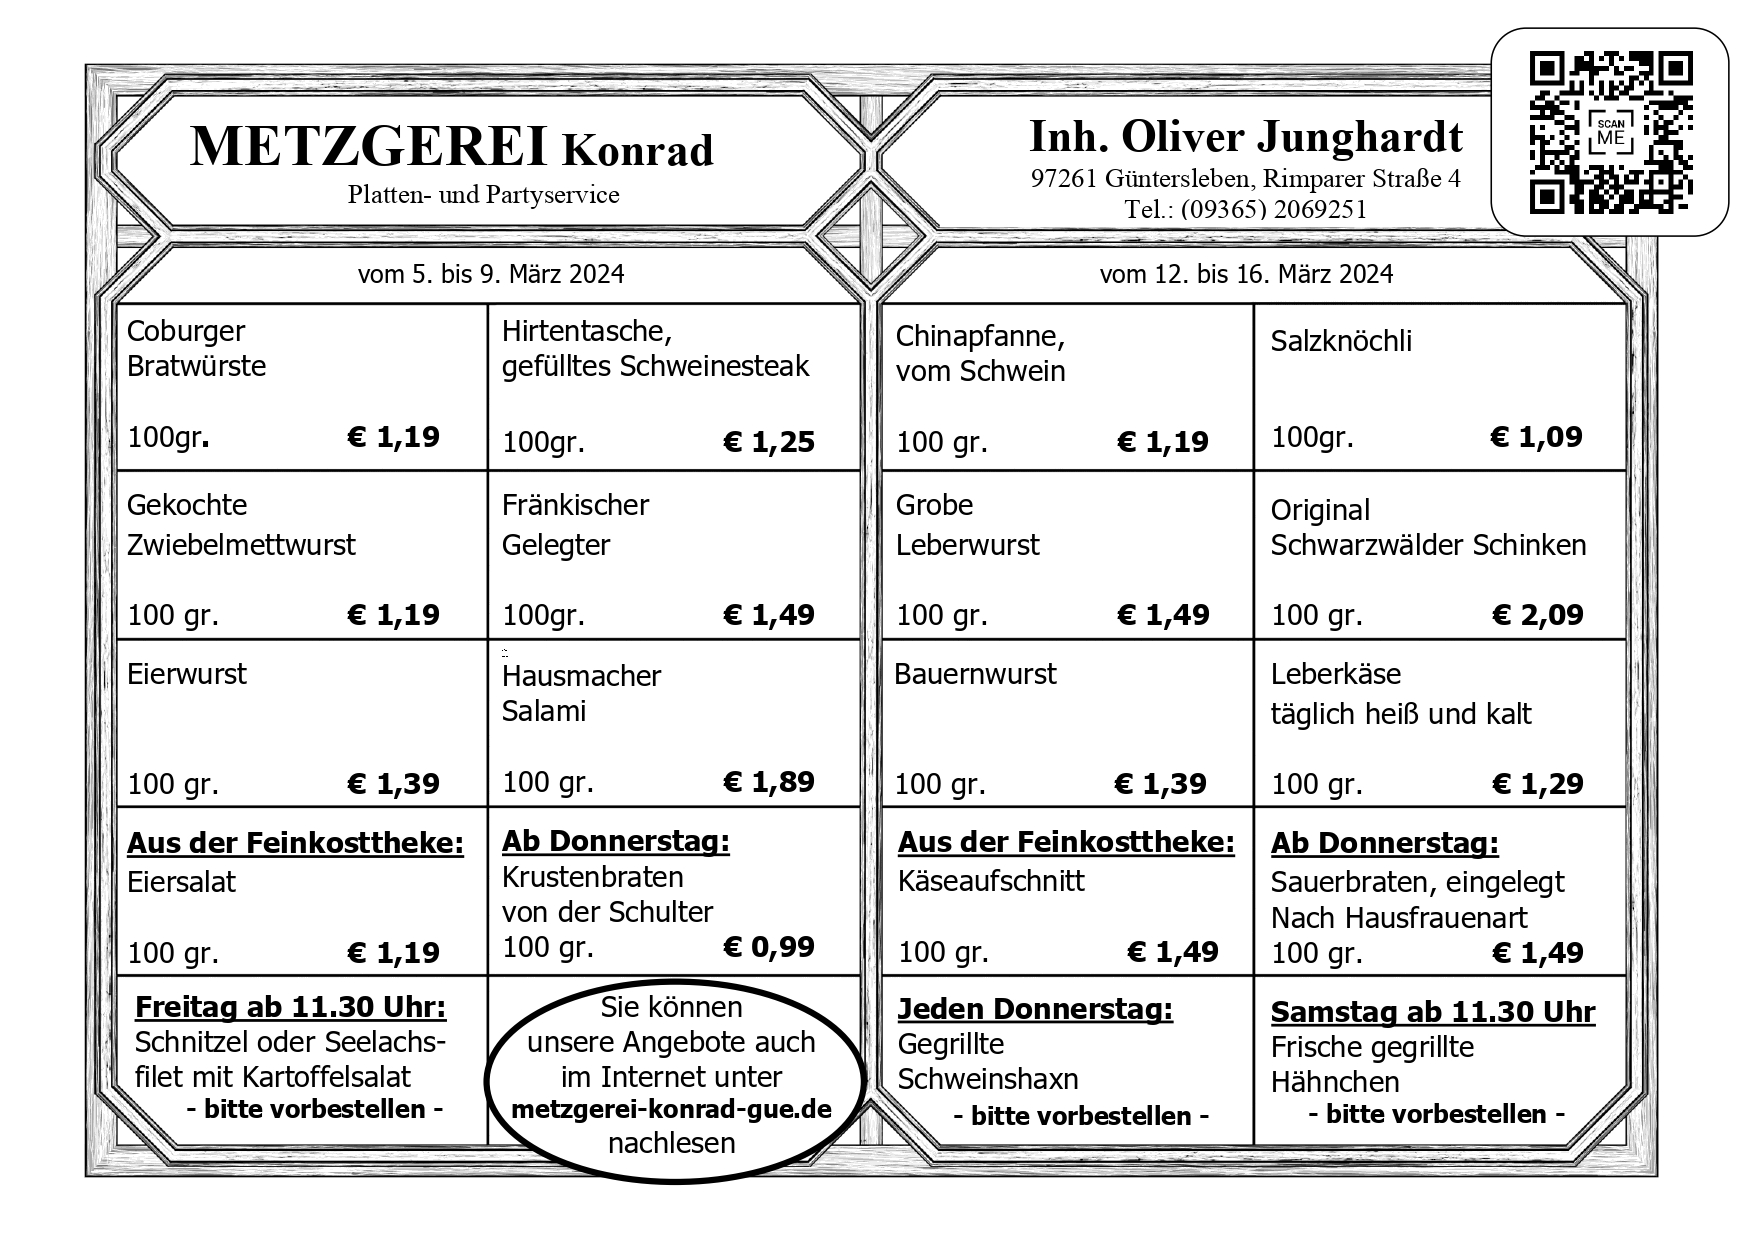 METZGEREI Konrad
Platten- und Partyservice
Inh. Oliver Junghardt
97261 Güntersleben, Rimparer Straße 4
Tel.: (09365) 2069251
SCAN
ME
vom 5. bis 9. März 2024
Coburger
Bratwürste
100gr. € 1,19
Hirtentasche,
gefülltes Schweinesteak
100gr. € 1,25
Gekochte
Zwiebelmettwurst
100 gr. € 1,19
Fränkischer
Gelegter
100gr. € 1,49
Eierwurst
100 gr. € 1,39
Hausmacher
Salami
100 gr. € 1,89
Aus der Feinkosttheke:
Eiersalat
100 gr. € 1,19
Ab Donnerstag:
Krustenbraten
von der Schulter
100 gr. € 0,99
Freitag ab 11.30 Uhr:
Schnitzel oder Seelachs-
filet mit Kartoffelsalat
- bitte vorbestellen -
Sie können
unsere Angebote auch
im Internet unter
metzgerei-konrad-gue.de
nachlesen
vom 12. bis 16. März 2024
Chinapfanne,
vom Schwein
100 gr. € 1,19
Salzknöchli
100gr. € 1,09
Grobe
Leberwurst
100 gr. € 1,49
Original
Schwarzwälder Schinken
100 gr. € 2,09
Bauernwurst
100 gr. € 1,39
Leberkäse
täglich heiß und kalt
100 gr. € 1,29
Aus der Feinkosttheke:
Käseaufschnitt
100 gr. € 1,49
Ab Donnerstag:
Sauerbraten, eingelegt
Nach Hausfrauenart
100 gr. € 1,49
Jeden Donnerstag:
Gegrillte
Schweinshaxn
- bitte vorbestellen -
Samstag ab 11.30 Uhr
Frische gegrillte
Hähnchen
- bitte vorbestellen -